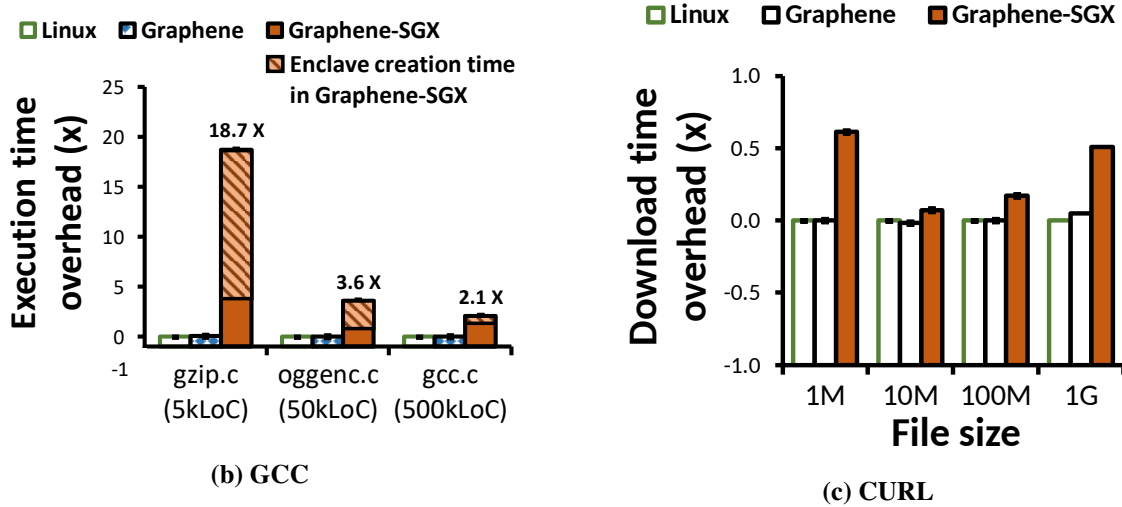 Linux Graphene Graphene-SGX
Enclave creation time
in Graphene-SGX
Execution time
overhead (x)
25
20
15
10
5
0
-1
18.7 X
3.6 X
2.1 X
gzip.c
(5kLoC)
oggenc.c
(50kLoC)
gcc.c
(500kLoC)
(b) GCC
Linux Graphene Graphene-SGX
Download time
overhead (x)
1.0
0.5
0.0
-0.5
-1.0
1M 10M 100M 1G
File size
(c) CURL